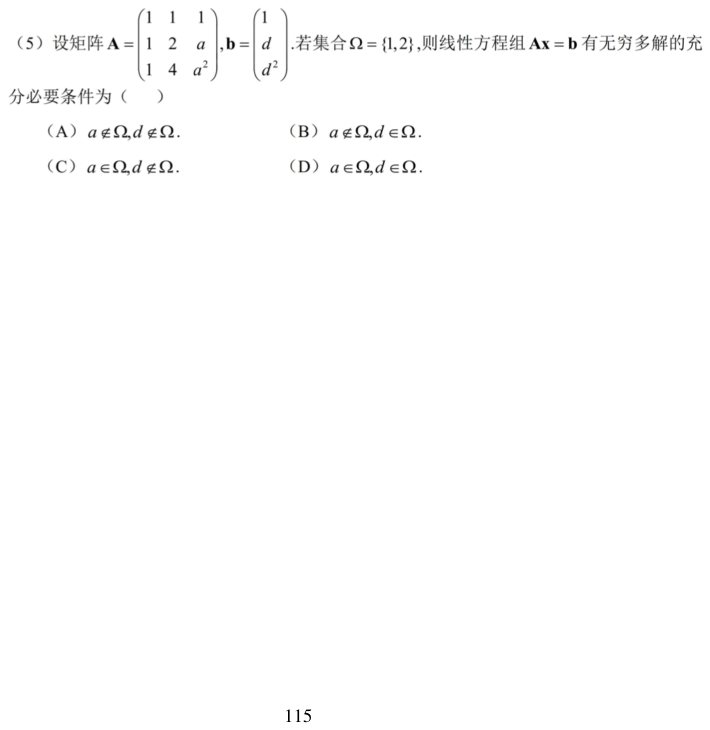 （5）设矩阵 A = (1 1 1; 1 2 a; 1 4 a²), b = (1; d; d²).若集合Ω = {1,2},则线性方程组 Ax = b 有无穷多解的充
分必要条件为（ ）
（A）a∉Ω,d∉Ω. （B）a∉Ω,d∈Ω.
（C）a∈Ω,d∉Ω. （D）a∈Ω,d∈Ω.
115